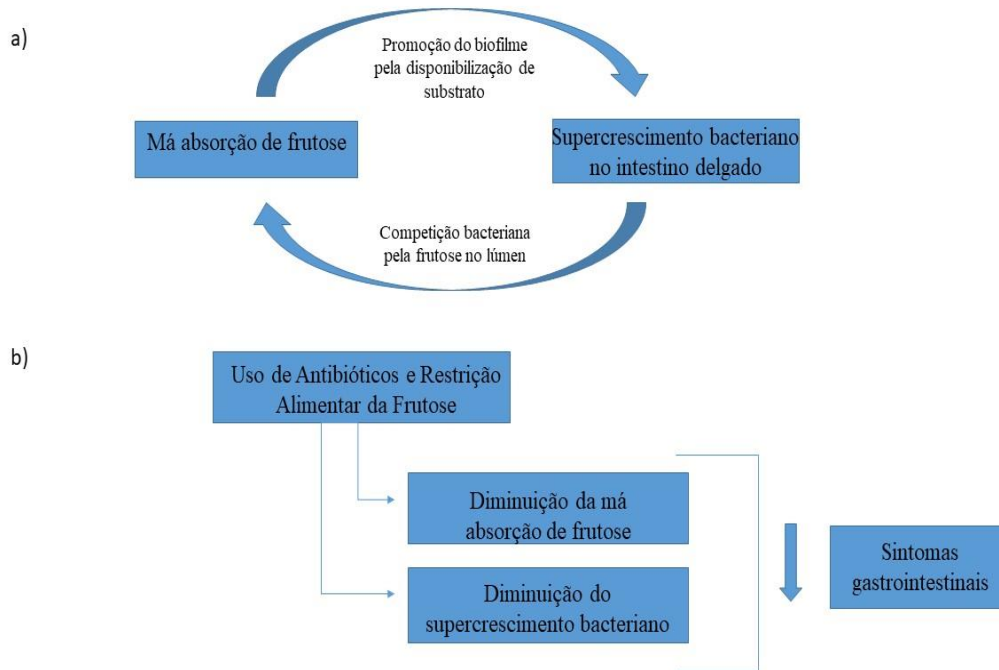 a)
Promoção do biofilme
pela disponibilização de
substrato
Má absorção de frutose
Supercrescimento bacteriano
no intestino delgado
Competição bacteriana
pela frutose no lúmen
b)
Uso de Antibióticos e Restrição
Alimentar da Frutose
Diminuição da má
absorção de frutose
Sintomas
gastrointestinais
Diminuição do
supercrescimento bacteriano